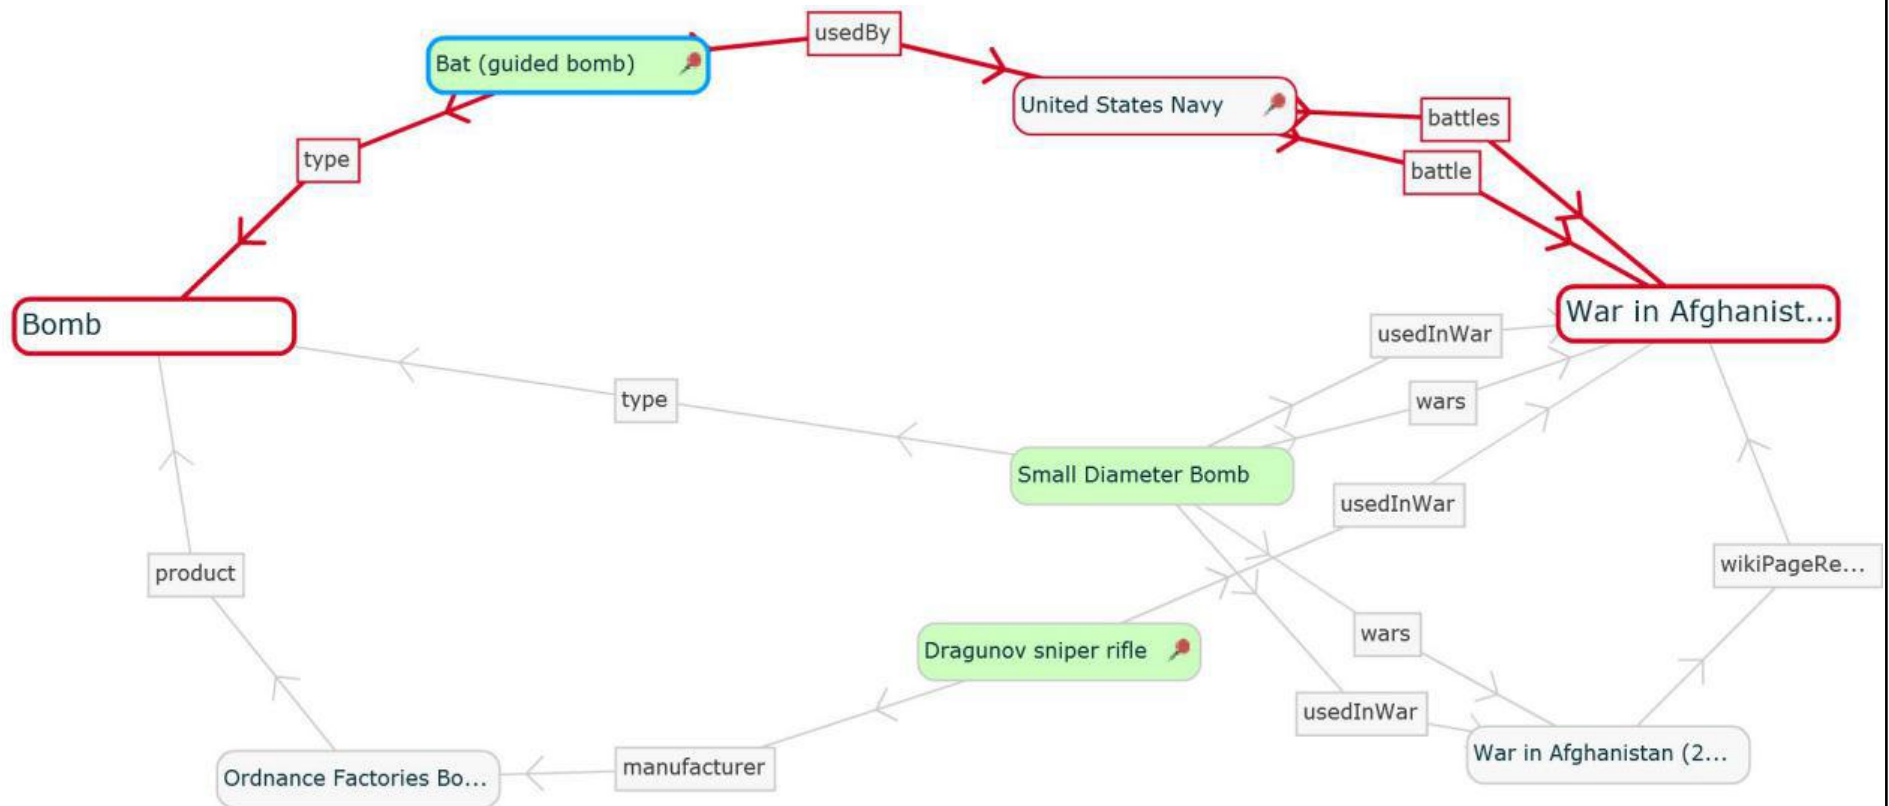 usedBy
Bat (guided bomb)
United States Navy
battles
type
battle
Bomb
War in Afghanist...
usedInWar
type
wars
Small Diameter Bomb
usedInWar
product
wikiPageRe...
wars
Dragunov sniper rifle
usedInWar
War in Afghanistan (2...
manufacturer
Ordnance Factories Bo...